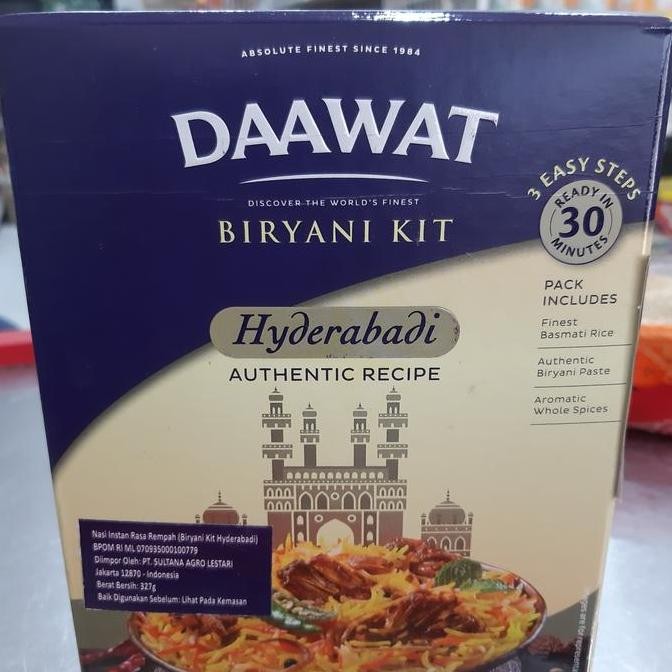 ABSOLUTE FINEST SINCE 1984
DAAWAT
DISCOVER THE WORLD'S FINEST
BIRYANI KIT
3 EASY STEPS
READY IN
30
MINUTES
Hyderabadi
AUTHENTIC RECIPE
PACK
INCLUDES
Finest
Basmati Rice
Authentic
Biryani Paste
Aromatic
Whole Spices
Nasi Instan Rasa Rempah (Biryani Kit Hyderabadi)
BPOM RI ML 070935000100779
Diimpor Oleh: PT. SULTANA AGRO LESTARI
Jakarta 12870 - Indonesia
Berat Bersih: 327g
Baik Digunakan Sebelum: Lihat Pada Kemasan